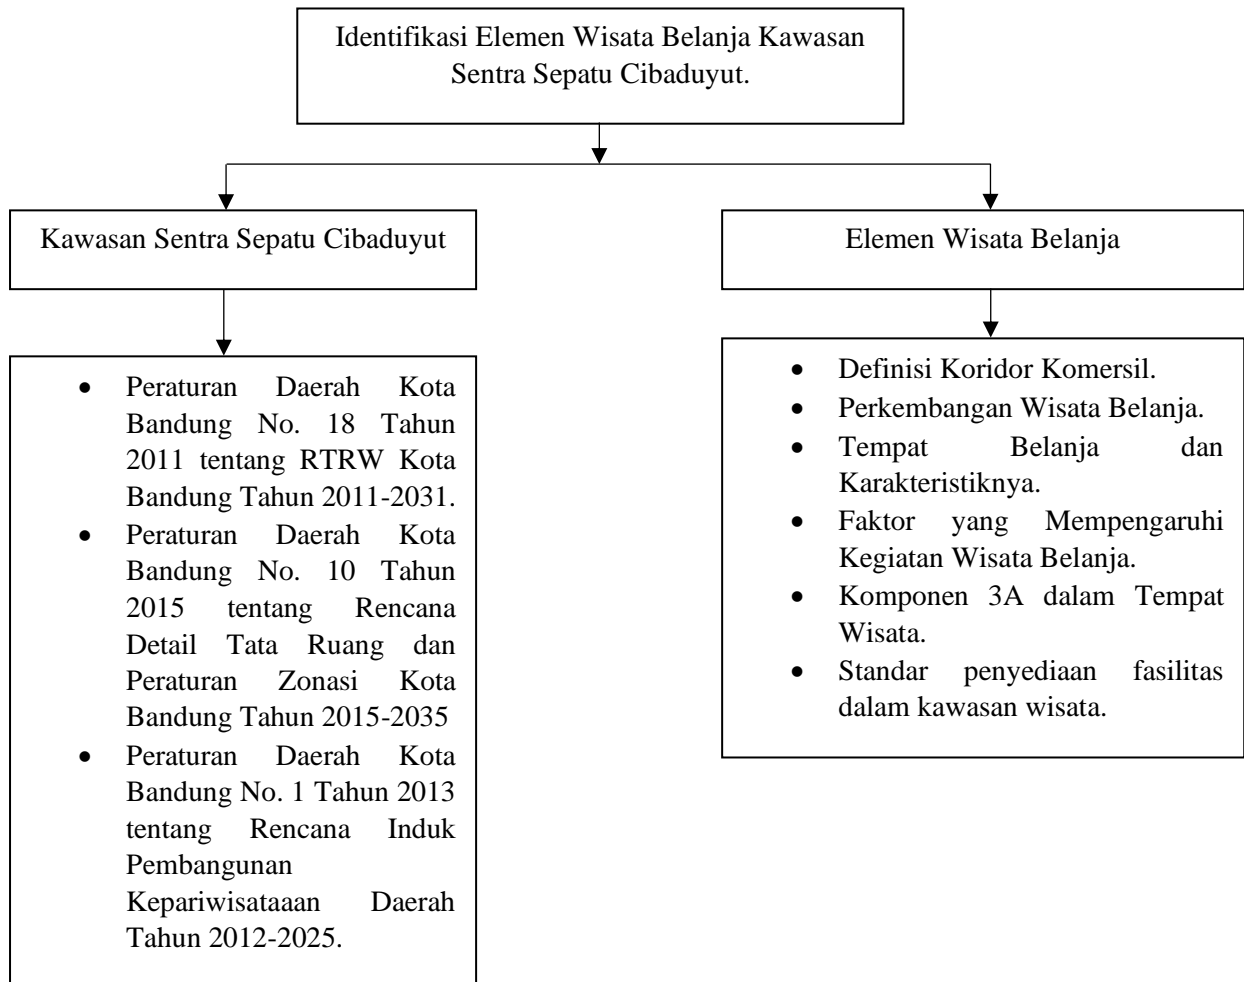 Identifikasi Elemen Wisata Belanja Kawasan
Sentra Sepatu Cibaduyut.
Kawasan Sentra Sepatu Cibaduyut
Elemen Wisata Belanja
• Peraturan Daerah Kota
Bandung No. 18 Tahun
2011 tentang RTRW Kota
Bandung Tahun 2011-2031.
• Peraturan Daerah Kota
Bandung No. 10 Tahun
2015 tentang Rencana
Detail Tata Ruang dan
Peraturan Zonasi Kota
Bandung Tahun 2015-2035
• Peraturan Daerah Kota
Bandung No. 1 Tahun 2013
tentang Rencana Induk
Pembangunan
Kepariwisataaan Daerah
Tahun 2012-2025.
• Definisi Koridor Komersil.
• Perkembangan Wisata Belanja.
• Tempat Belanja dan
Karakteristiknya.
• Faktor yang Mempengaruhi
Kegiatan Wisata Belanja.
• Komponen 3A dalam Tempat
Wisata.
• Standar penyediaan fasilitas
dalam kawasan wisata.